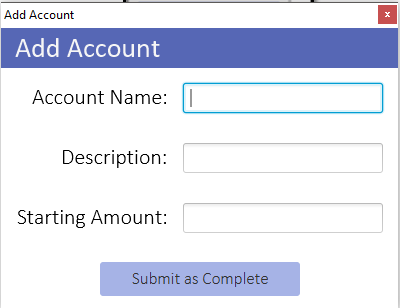 Add Account
x
Add Account
Account Name:
Description:
Starting Amount:
Submit as Complete